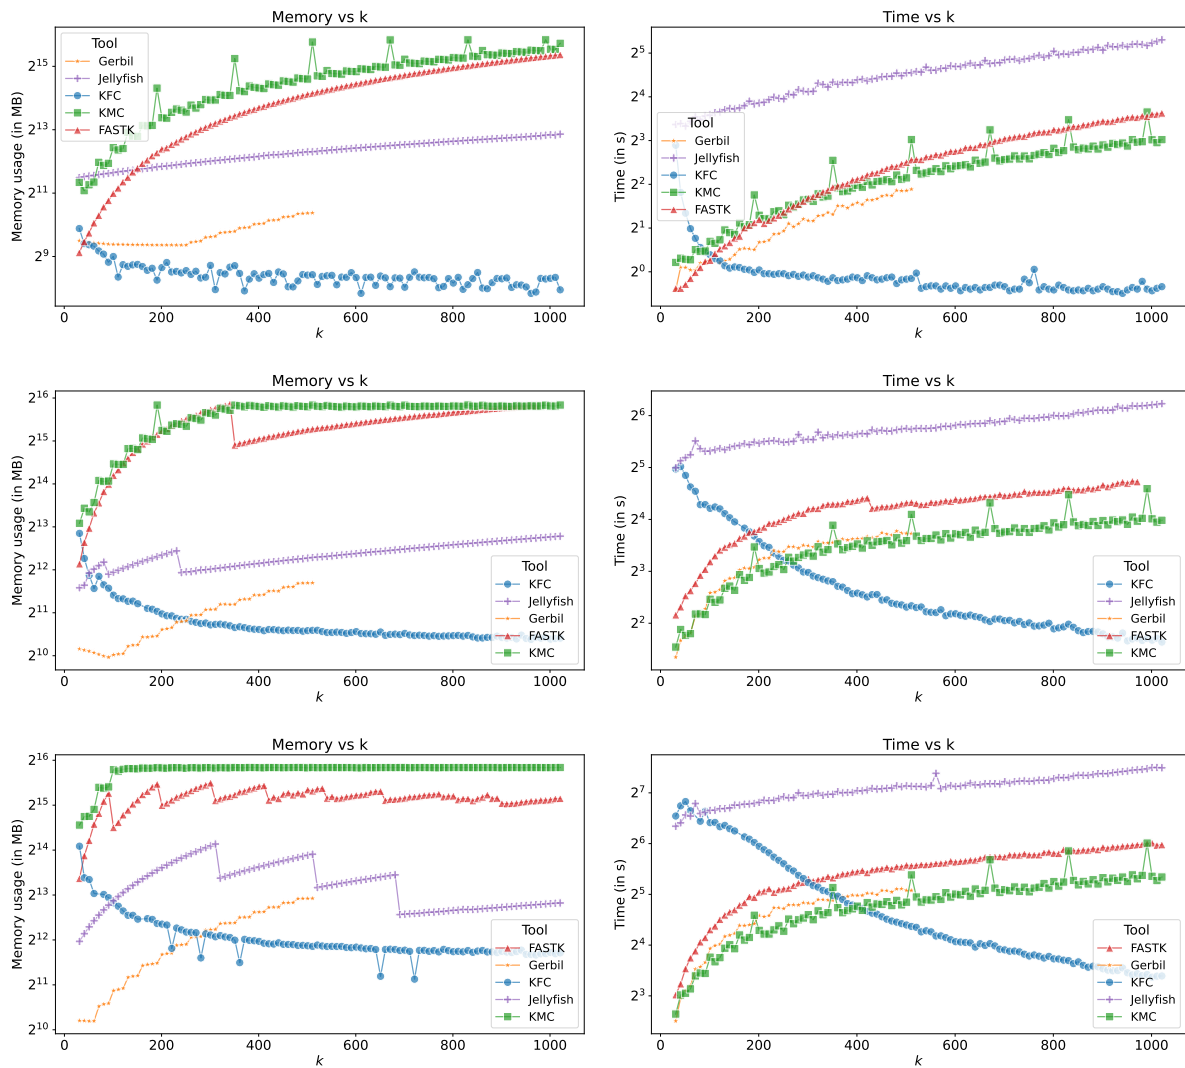 Memory vs k
Memory usage (in MB)
2^15
2^13
2^11
2^9
Tool
Gerbil
Jellyfish
KFC
KMC
FASTK
0 200 400 600 800 1000
k
Time vs k
Time (in s)
2^5
2^4
2^3
2^2
2^1
2^0
Tool
Gerbil
Jellyfish
KFC
KMC
FASTK
0 200 400 600 800 1000
k
Memory vs k
Memory usage (in MB)
2^16
2^15
2^14
2^13
2^12
2^11
2^10
Tool
KFC
Jellyfish
Gerbil
FASTK
KMC
0 200 400 600 800 1000
k
Time vs k
Time (in s)
2^6
2^5
2^4
2^3
2^2
Tool
KFC
Jellyfish
Gerbil
FASTK
KMC
0 200 400 600 800 1000
k
Memory vs k
Memory usage (in MB)
2^16
2^15
2^14
2^13
2^12
2^11
2^10
Tool
FASTK
Gerbil
KFC
Jellyfish
KMC
0 200 400 600 800 1000
k
Time vs k
Time (in s)
2^7
2^6
2^5
2^4
2^3
Tool
FASTK
Gerbil
KFC
Jellyfish
KMC
0 200 400 600 800 1000
k